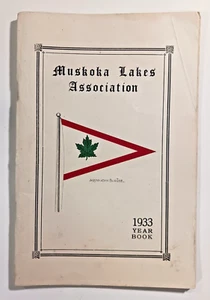 Muskoka Lakes
Association
1933
YEAR
BOOK